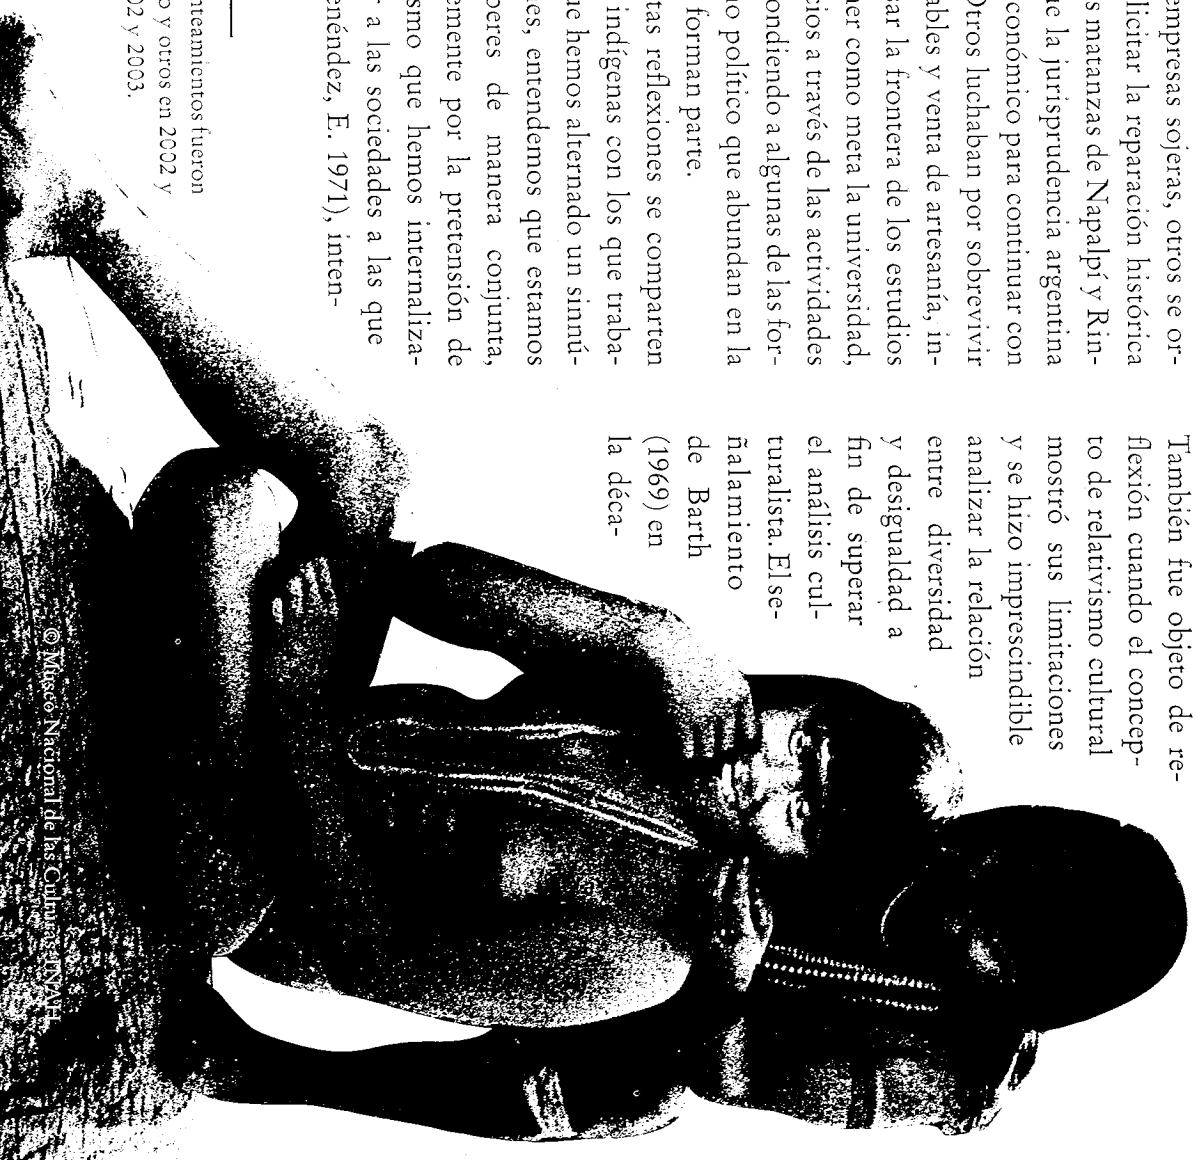 empresas sojeras, otros se or-
licitar la reparación histórica
s matanzas de Napalpí y Rin-
ue la jurisprudencia argentina
conómico para continuar con
Otros luchaban por sobrevivir
ables y venta de artesanía, in-
sar la frontera de los estudios
ner como meta la universidad,
cios a través de las actividades
ondiendo a algunas de las for-
no político que abundan en la
forman parte.
tas reflexiones se comparten
indígenas con los que traba-
ue hemos alternado un sinnú-
es, entendemos que estamos
beres de manera conjunta,
emente por la pretensión de
smo que hemos internaliza-
r a las sociedades a las que
enéndez, E. 1971), inten-
nteamientos fueron
o y otros en 2002 y
02 y 2003.
También fue objeto de re-
flexión cuando el concep-
to de relativismo cultural
mostró sus limitaciones
y se hizo imprescindible
analizar la relación
entre diversidad
y desigualdad a
fin de superar
el análisis cul-
turalista. El se-
ñalamiento
de Barth
(1969) en
la déca-
© Museo Nacional de las Culturas-INAH